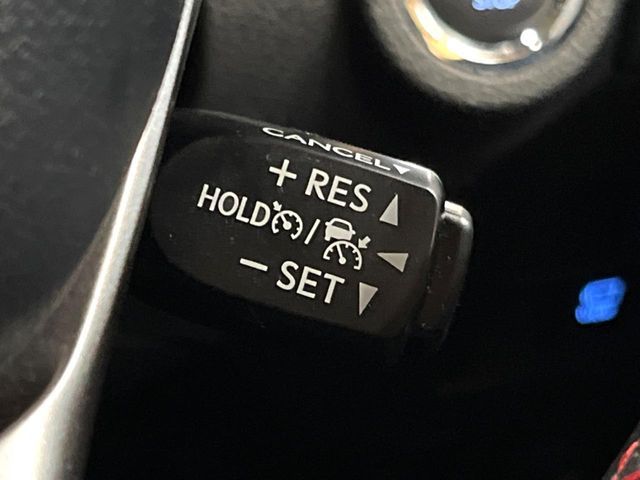 CANCEL
+ RES
HOLD /
- SET